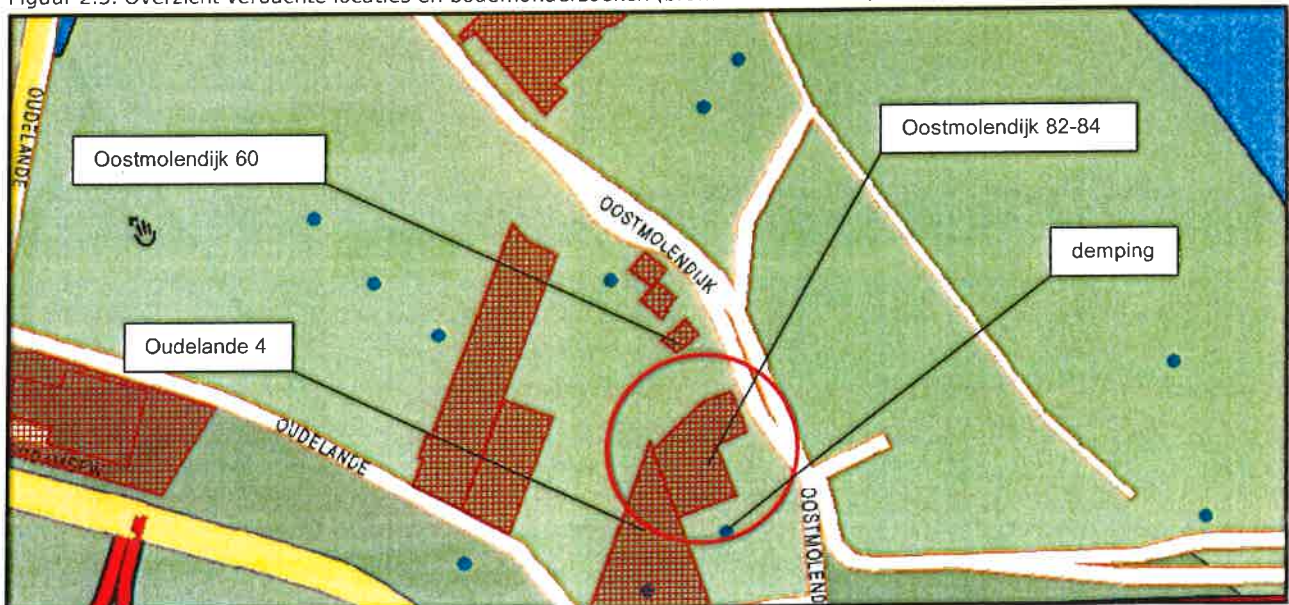 OUDELANDE
Oostmolendijk 60
Oostmolendijk 82-84
OOSTMOLENDIJK
demping
Oudelande 4
OUDELANDE
OOSTMOLEND